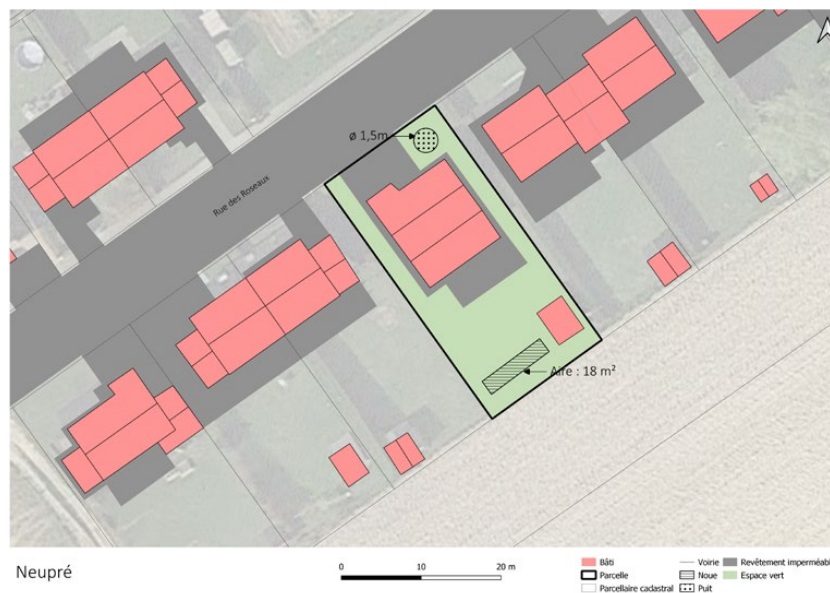 ø 1,5m
Rue des Roseaux
Aire : 18 m²
Neupré
0 10 20 m
Bâti
Parcelle
Parcellaire cadastral
Voirie
Noue
Puit
Revêtement imperméabl
Espace vert